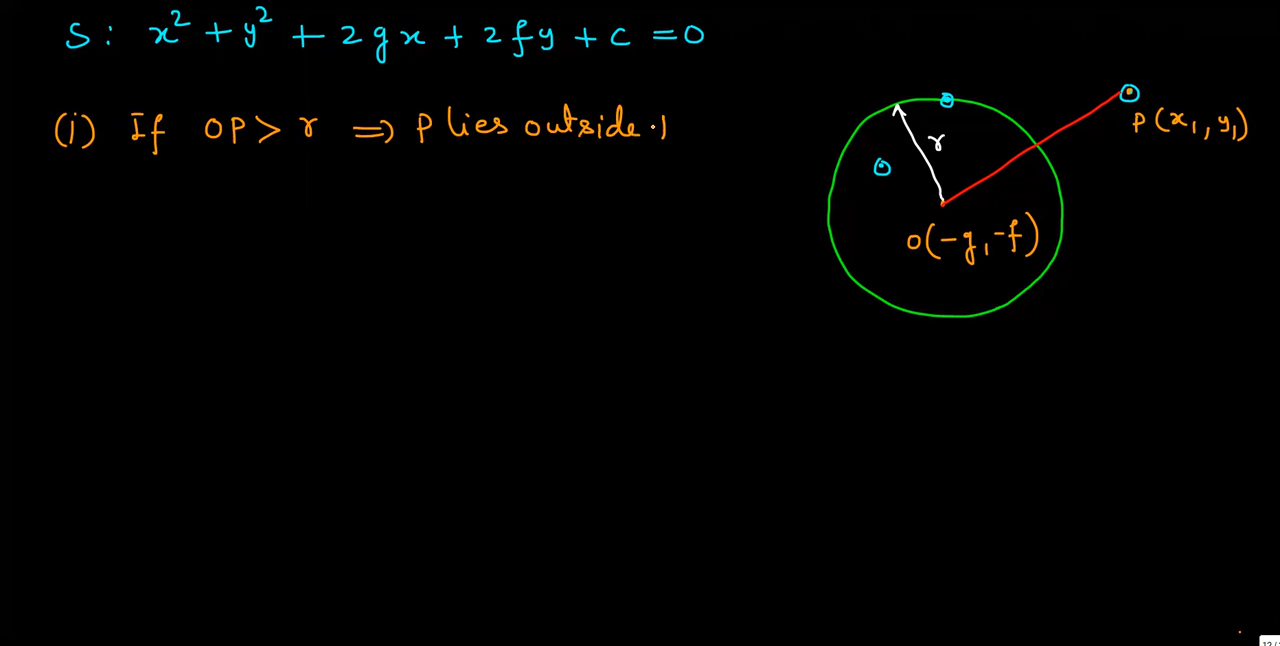 S: x² + y² + 2gx + 2fy + c = 0
(i) If OP > r ⇒ P lies outside.
r
P(x₁, y₁)
O(-g, -f)